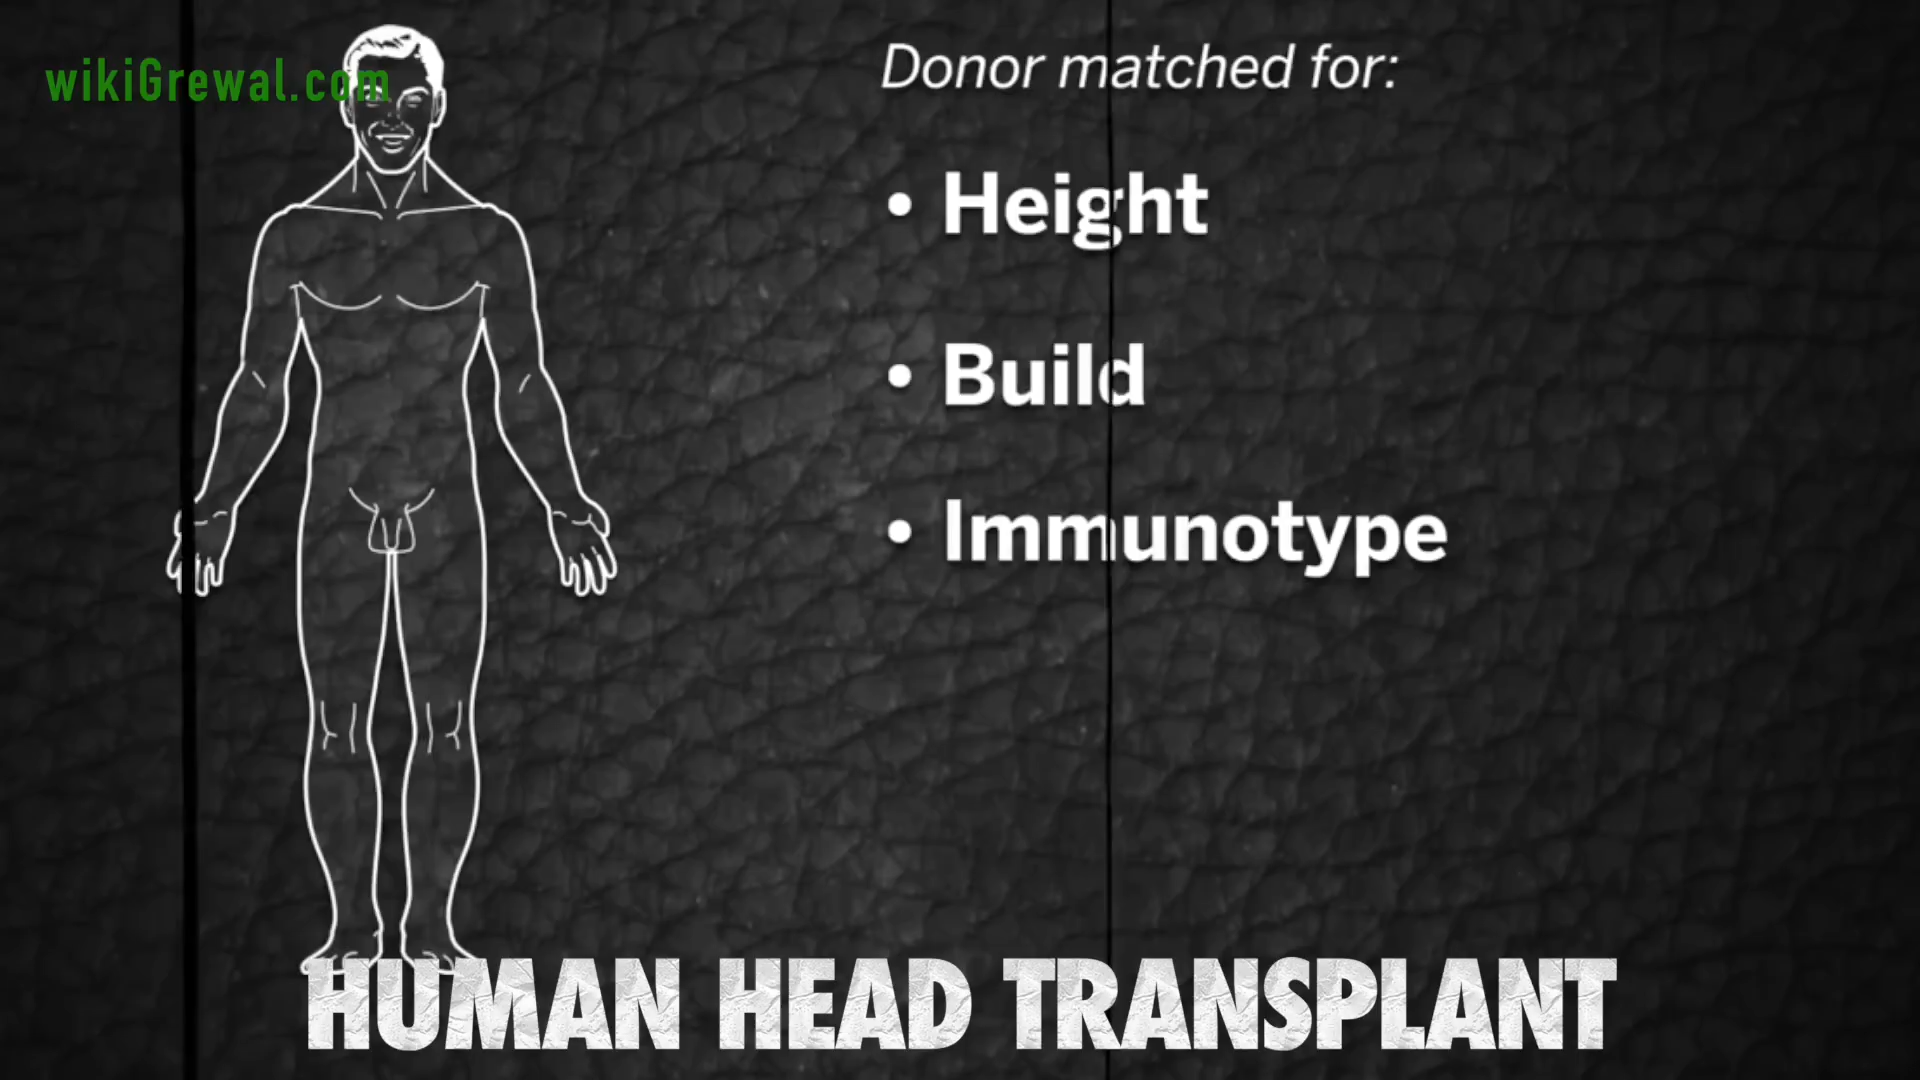 wikiGrewal.com
Donor matched for:
• Height
• Build
• Immunotype
HUMAN HEAD TRANSPLANT